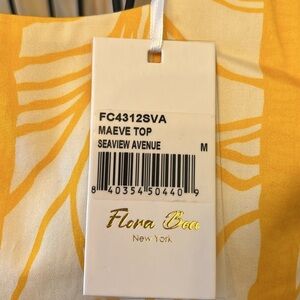 FC4312SVA
MAEVE TOP
SEAVIEW AVENUE M
8 40354 50440 9
Flora Bea
New York